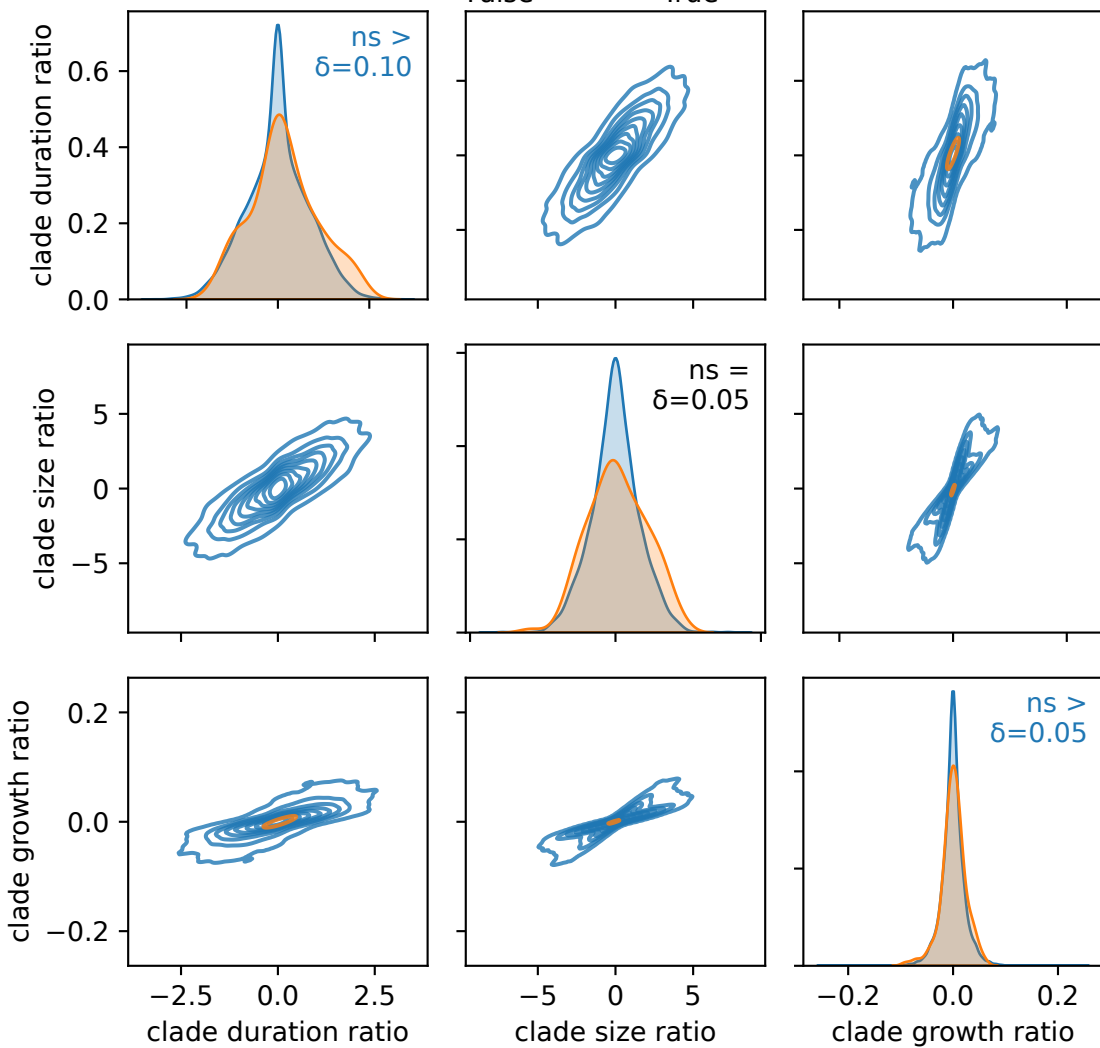 clade duration ratio
0.6
0.4
0.2
0.0
ns >
δ=0.10
clade size ratio
5
0
−5
ns =
δ=0.05
clade growth ratio
0.2
0.0
−0.2
ns >
δ=0.05
−2.5 0.0 2.5
clade duration ratio
−5 0 5
clade size ratio
−0.2 0.0 0.2
clade growth ratio